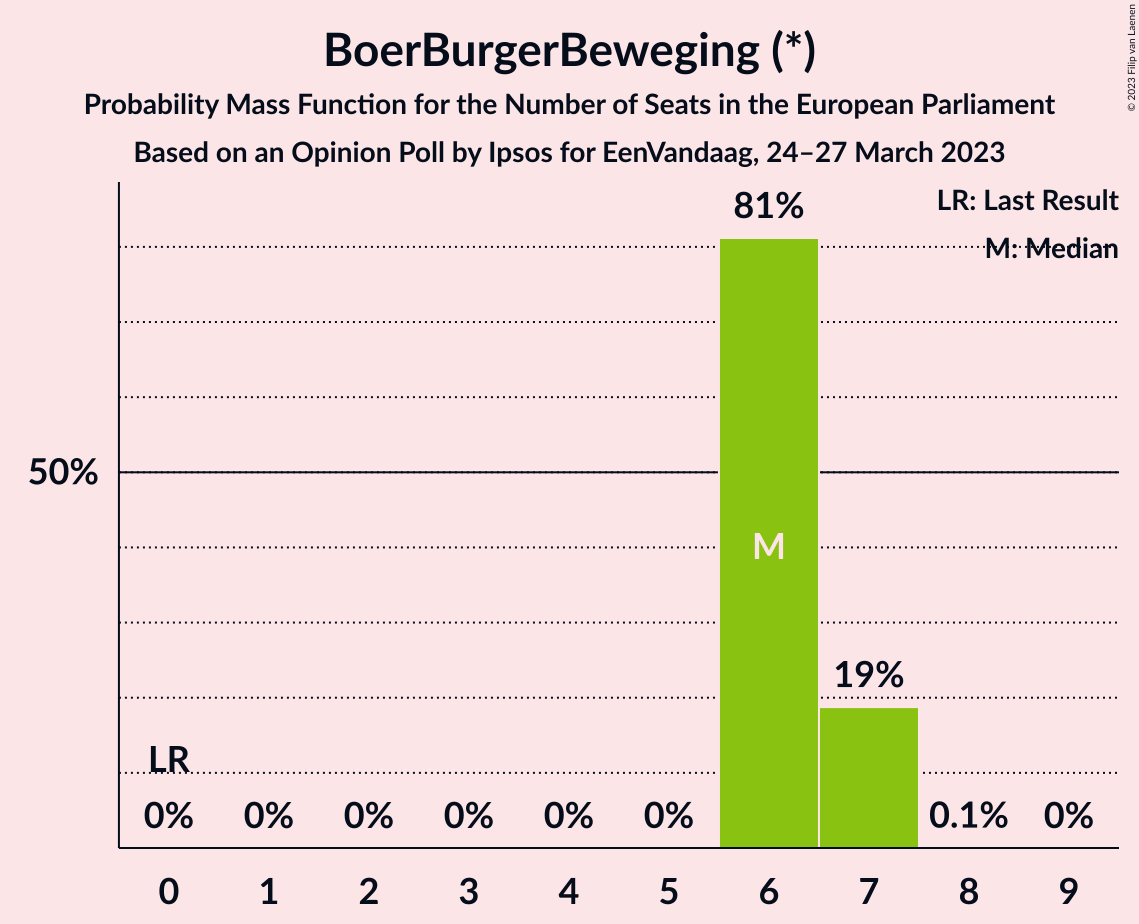 BoerBurgerBeweging (*)
Probability Mass Function for the Number of Seats in the European Parliament
Based on an Opinion Poll by Ipsos for EenVandaag, 24–27 March 2023
© 2023 Filip van Laenen
LR: Last Result
M: Median
81%
50%
M
19%
LR
0% 0% 0% 0% 0% 0% 0.1% 0%
0 1 2 3 4 5 6 7 8 9